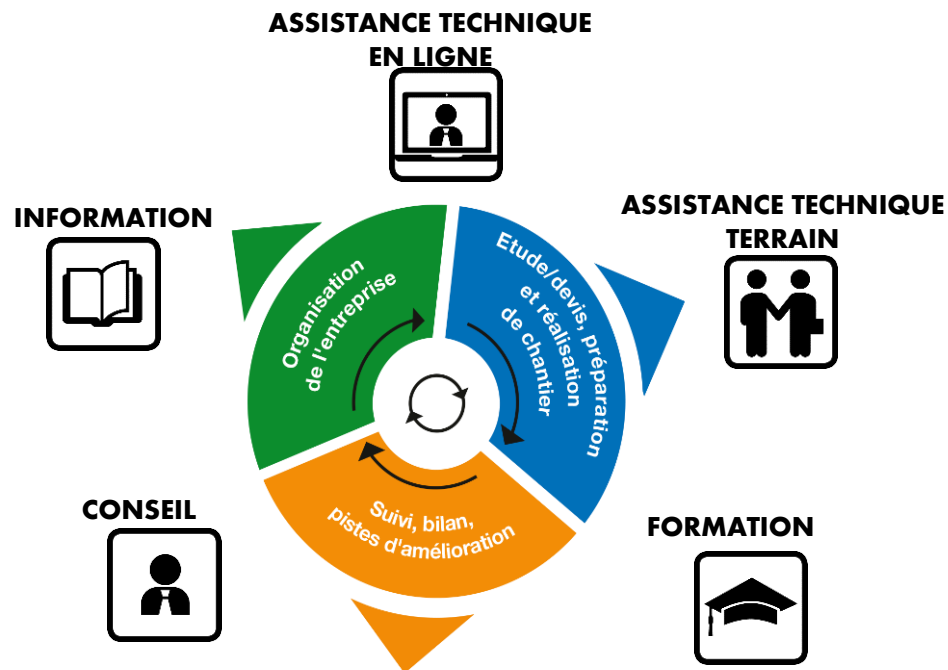 ASSISTANCE TECHNIQUE
EN LIGNE
INFORMATION
ASSISTANCE TECHNIQUE
TERRAIN
Organisation
de l'entreprise
Etude/devis, préparation
et réalisation
de chantier
Suivi, bilan,
pistes d'amélioration
CONSEIL
FORMATION